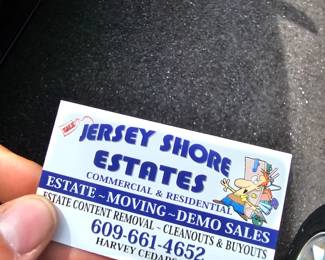 SALE
JERSEY SHORE
ESTATES
COMMERCIAL & RESIDENTIAL
ESTATE ~ MOVING ~ DEMO SALES
ESTATE CONTENT REMOVAL ~ CLEANOUTS & BUYOUTS
609-661-4652
HARVEY CEDARS